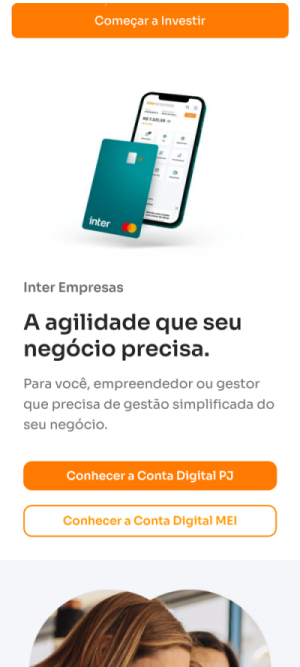 Começar a Investir
inter
Inter Empresas
A agilidade que seu
negócio precisa.
Para você, empreendedor ou gestor
que precisa de gestão simplificada do
seu negócio.
Conhecer a Conta Digital PJ
Conhecer a Conta Digital MEI